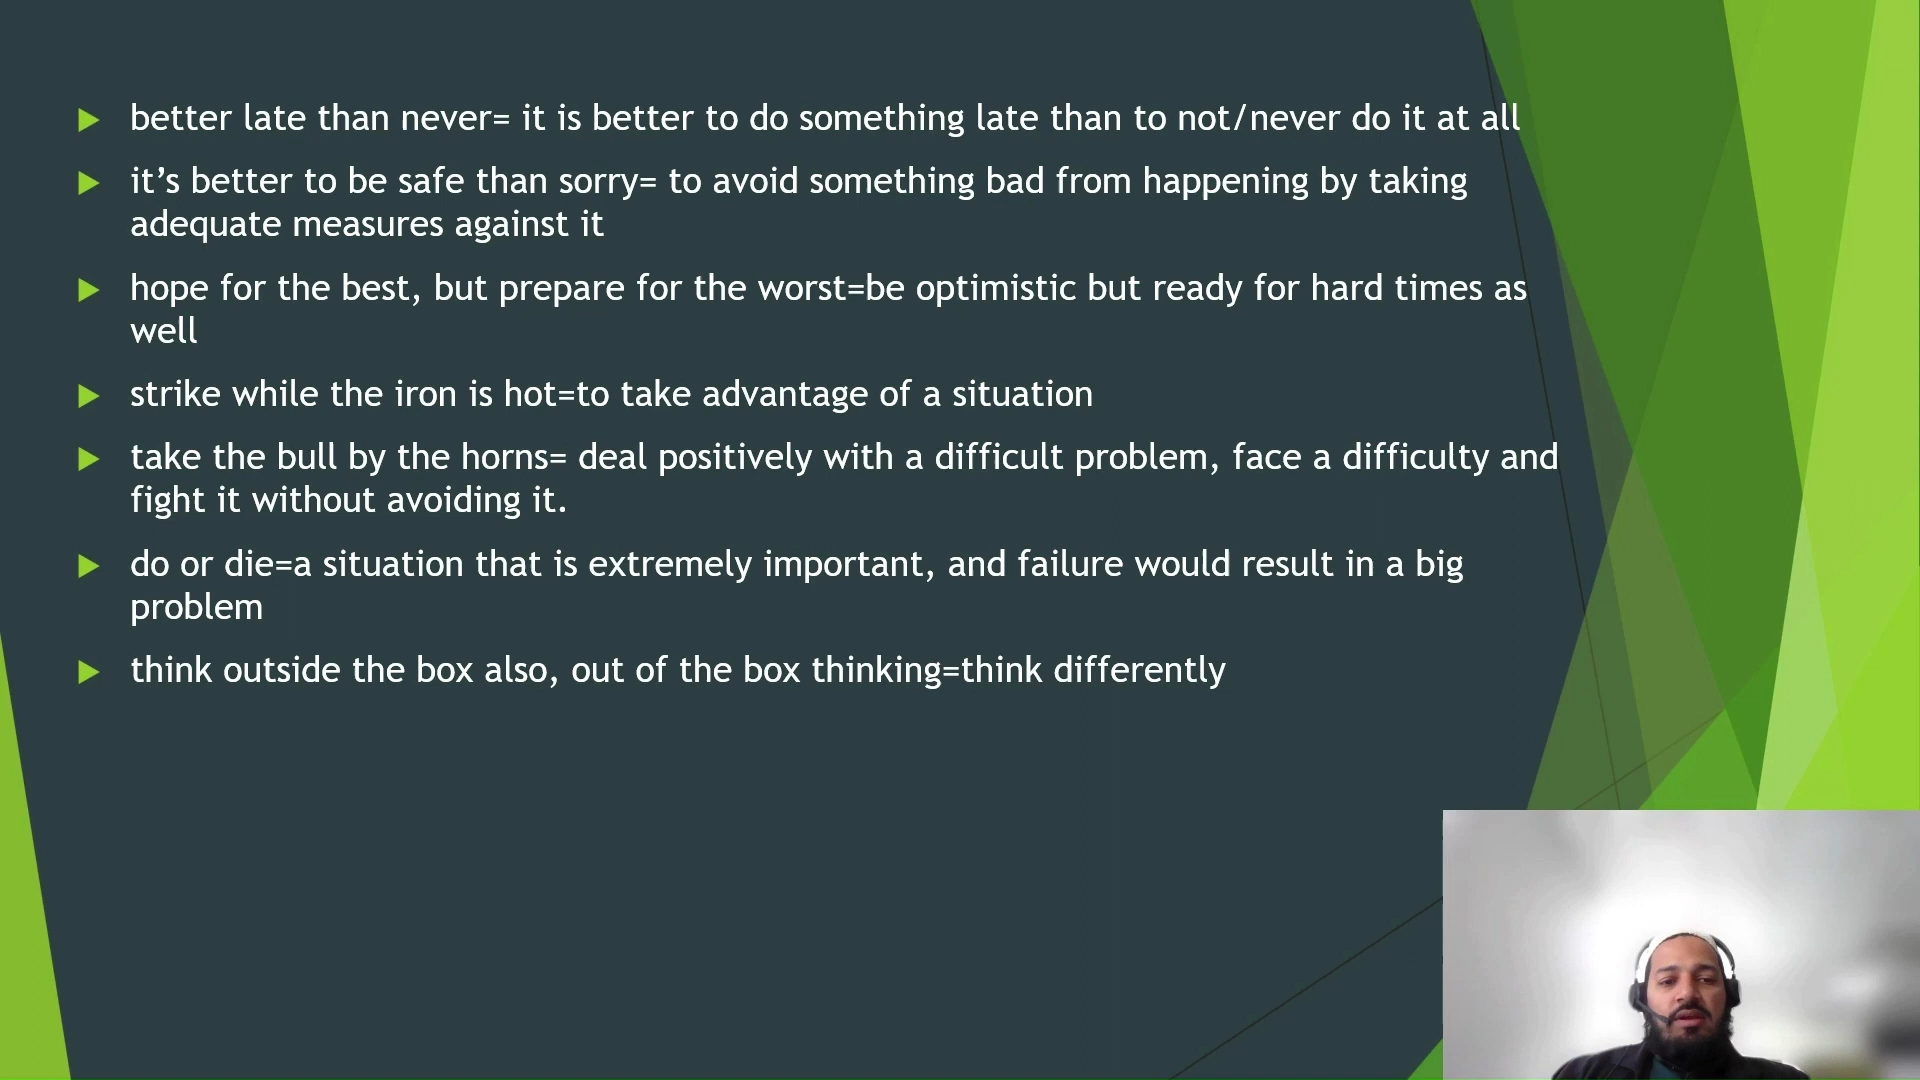 better late than never= it is better to do something late than to not/never do it at all
it’s better to be safe than sorry= to avoid something bad from happening by taking
adequate measures against it
hope for the best, but prepare for the worst=be optimistic but ready for hard times as
well
strike while the iron is hot=to take advantage of a situation
take the bull by the horns= deal positively with a difficult problem, face a difficulty and
fight it without avoiding it.
do or die=a situation that is extremely important, and failure would result in a big
problem
think outside the box also, out of the box thinking=think differently